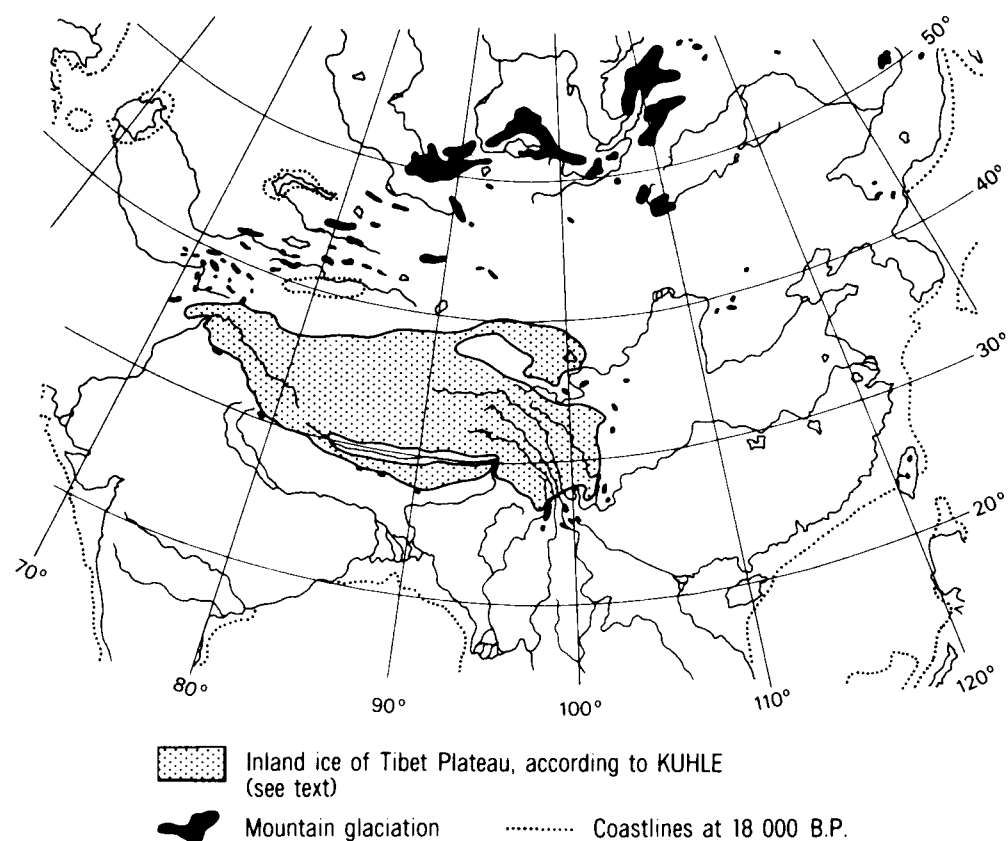 50°
40°
30°
20°
70°
80°
90°
100°
110°
120°
Inland ice of Tibet Plateau, according to KUHLE
(see text)
Mountain glaciation
Coastlines at 18 000 B.P.